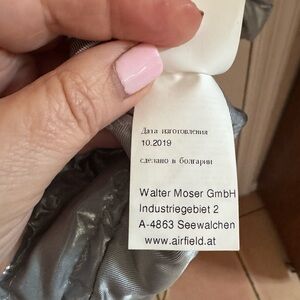 Дата изготовления
10.2019
сделано в болгарии
Walter Moser GmbH
Industriegebiet 2
A-4863 Seewalchen
www.airfield.at